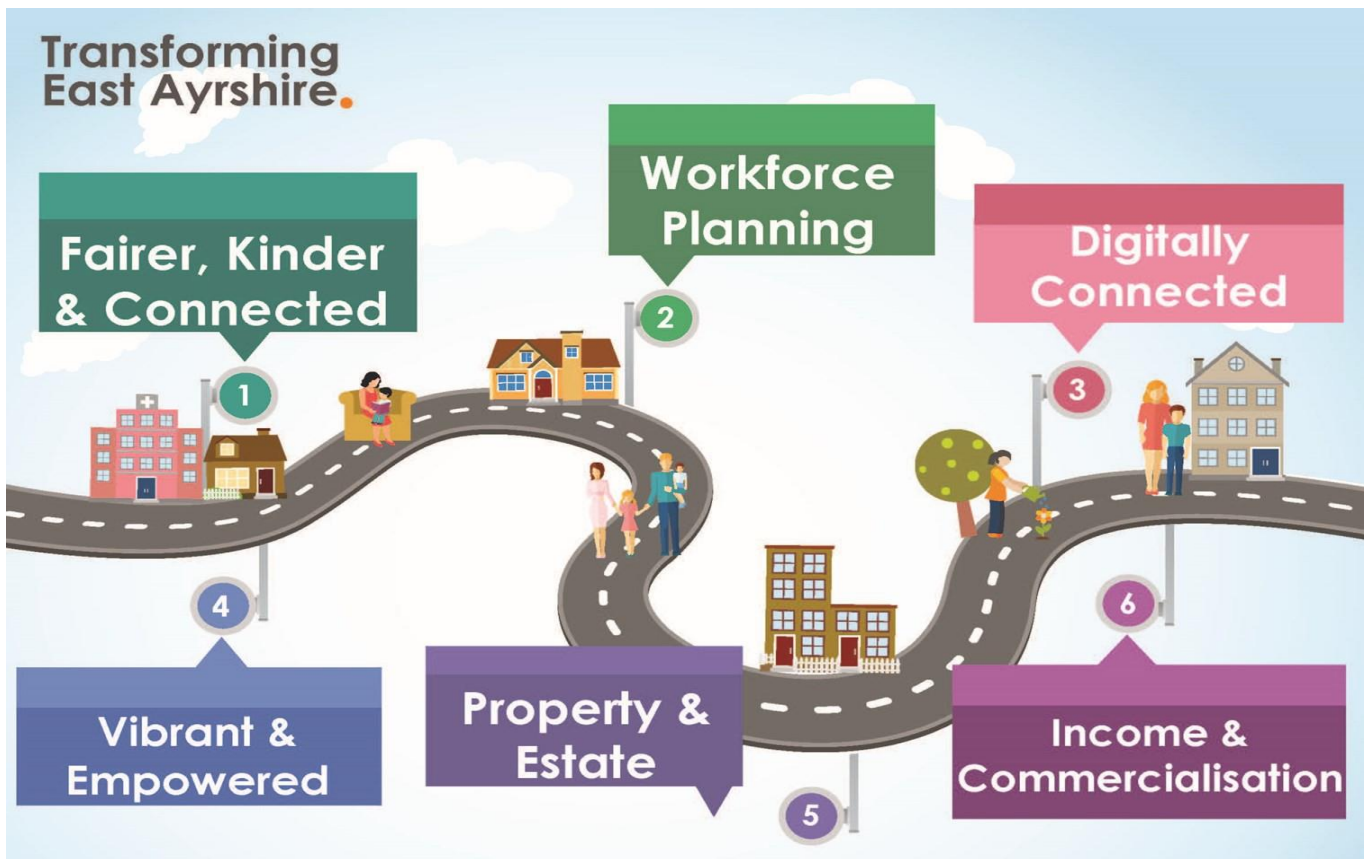 Transforming
East Ayrshire.
Fairer, Kinder
& Connected
1
Workforce
Planning
2
Digitally
Connected
3
4
Vibrant &
Empowered
Property &
Estate
5
6
Income &
Commercialisation